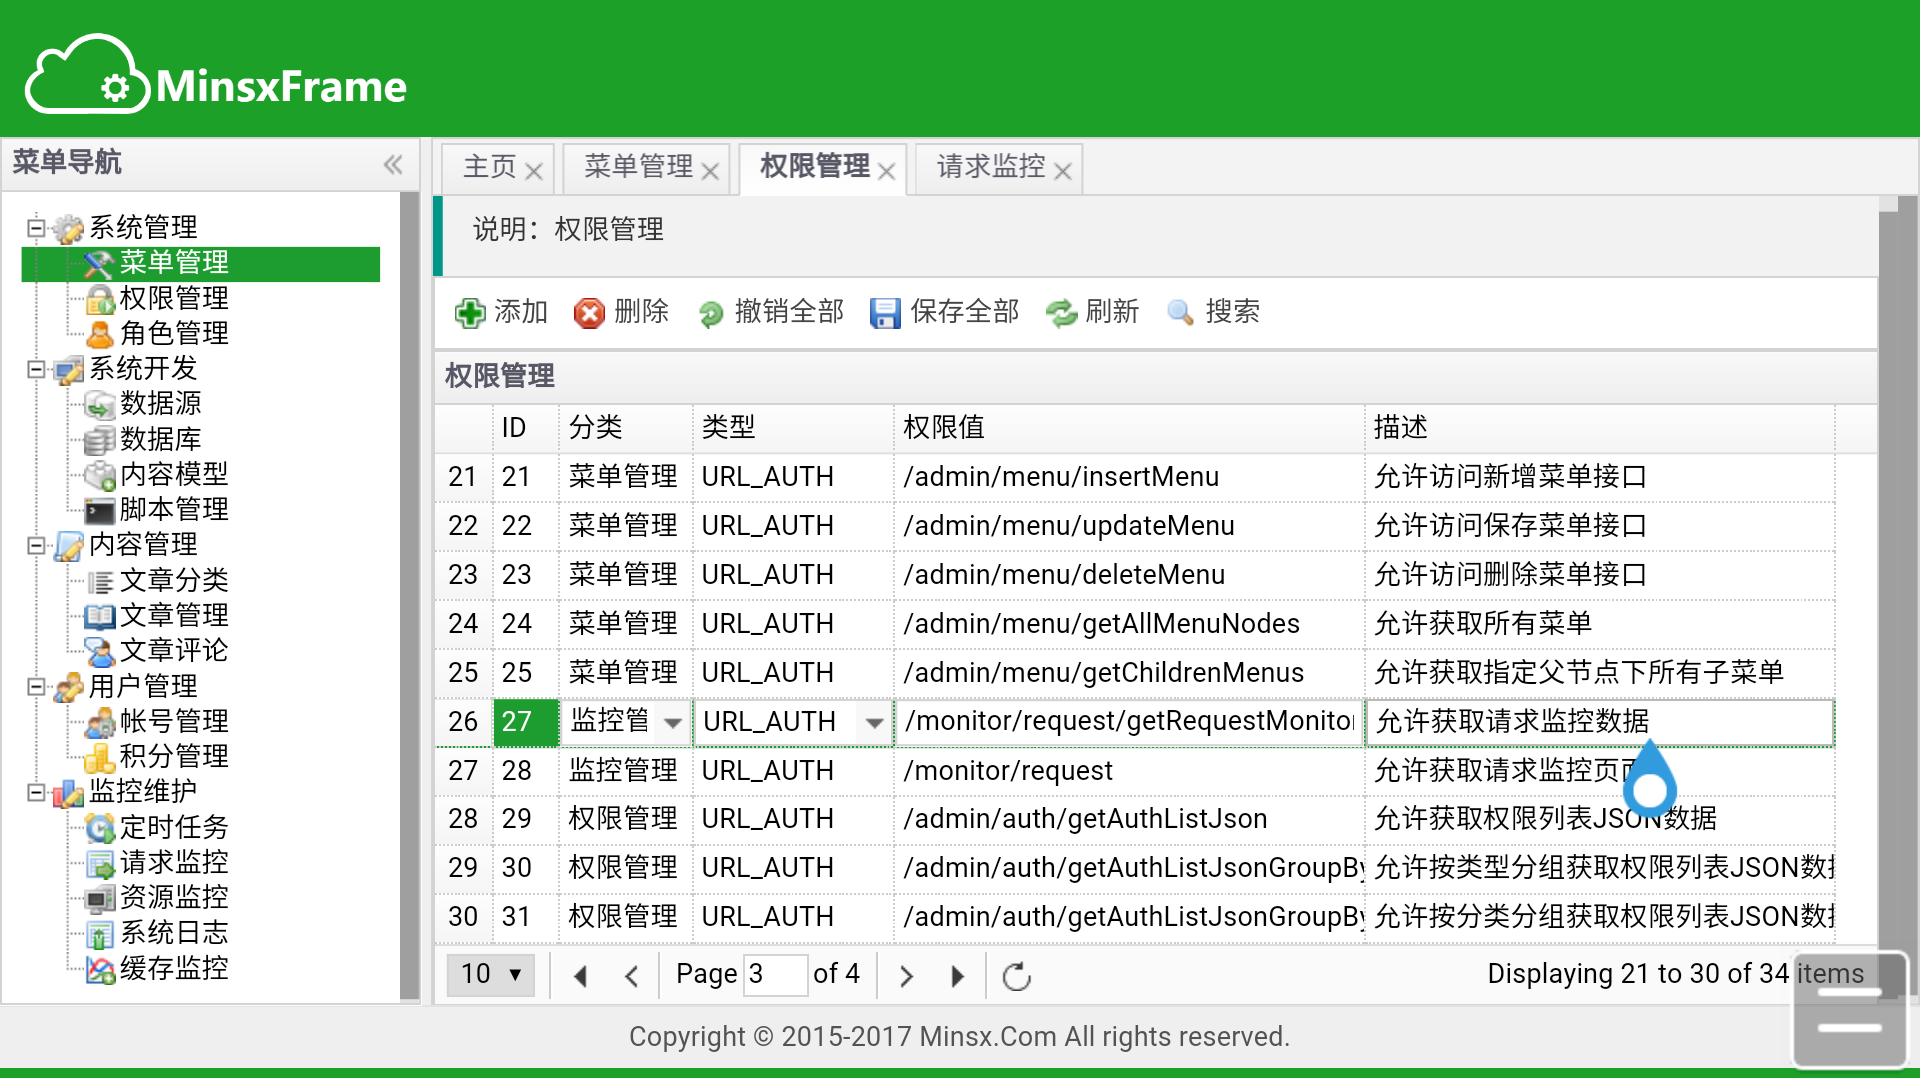 MinsxFrame
菜单导航
主页
菜单管理
权限管理
请求监控
系统管理
菜单管理
权限管理
角色管理
系统开发
数据源
数据库
内容模型
脚本管理
内容管理
文章分类
文章管理
文章评论
用户管理
帐号管理
积分管理
监控维护
定时任务
请求监控
资源监控
系统日志
缓存监控
说明：权限管理
添加 删除 撤销全部 保存全部 刷新 搜索
权限管理
ID 分类 类型 权限值 描述
21 21 菜单管理 URL_AUTH /admin/menu/insertMenu 允许访问新增菜单接口
22 22 菜单管理 URL_AUTH /admin/menu/updateMenu 允许访问保存菜单接口
23 23 菜单管理 URL_AUTH /admin/menu/deleteMenu 允许访问删除菜单接口
24 24 菜单管理 URL_AUTH /admin/menu/getAllMenuNodes 允许获取所有菜单
25 25 菜单管理 URL_AUTH /admin/menu/getChildrenMenus 允许获取指定父节点下所有子菜单
26 27 监控管 URL_AUTH /monitor/request/getRequestMonitor 允许获取请求监控数据
27 28 监控管理 URL_AUTH /monitor/request 允许获取请求监控页面
28 29 权限管理 URL_AUTH /admin/auth/getAuthListJson 允许获取权限列表JSON数据
29 30 权限管理 URL_AUTH /admin/auth/getAuthListJsonGroupBy 允许按类型分组获取权限列表JSON数据
30 31 权限管理 URL_AUTH /admin/auth/getAuthListJsonGroupBy 允许按分类分组获取权限列表JSON数据
10 Page 3 of 4 Displaying 21 to 30 of 34 items
Copyright © 2015-2017 Minsx.Com All rights reserved.